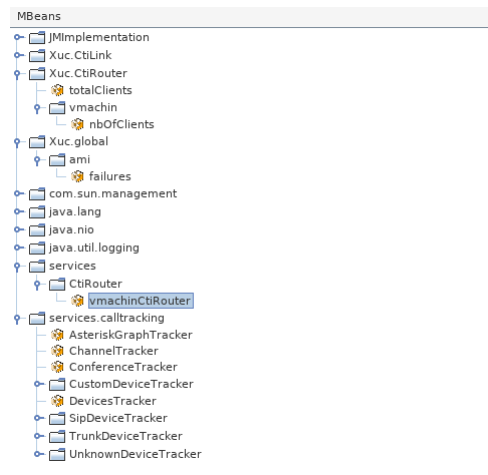 MBeans
JMImplementation
Xuc.CtiLink
Xuc.CtiRouter
totalClients
vmachin
nbOfClients
Xuc.global
ami
failures
com.sun.management
java.lang
java.nio
java.util.logging
services
CtiRouter
vmachinCtiRouter
services.calltracking
AsteriskGraphTracker
ChannelTracker
ConferenceTracker
CustomDeviceTracker
DevicesTracker
SipDeviceTracker
TrunkDeviceTracker
UnknownDeviceTracker